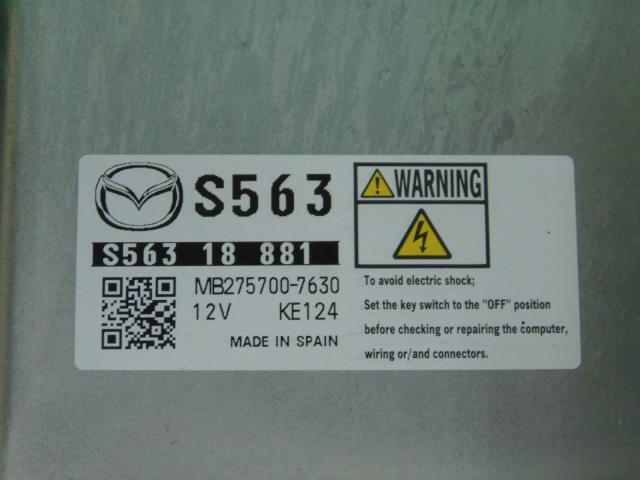 S563
S563 18 881
MB275700-7630
12V KE124
MADE IN SPAIN
WARNING
To avoid electric shock;
Set the key switch to the "OFF" position
before checking or repairing the computer,
wiring or/and connectors.